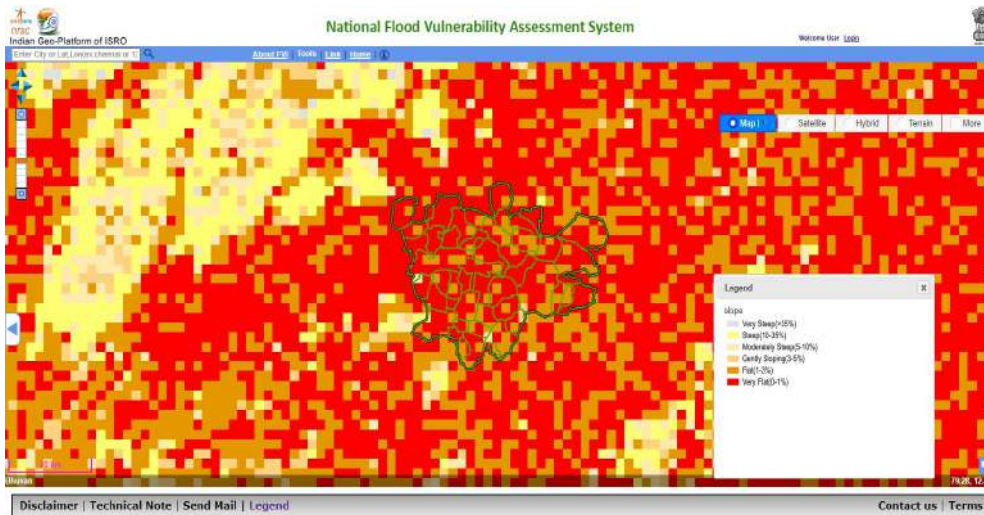 National Flood Vulnerability Assessment System
Indian Geo-Platform of ISRO
Welcome User Login
About FVI | Tools | Link | Home |
Map
Satellite
Hybrid
Terrain
More
Legend
slope
Very Steep(>35%)
Steep(10-35%)
Moderately Steep(5-10%)
Gently Sloping(3-5%)
Flat(1-3%)
Very Flat(0-1%)
Bhuvan
Disclaimer | Technical Note | Send Mail | Legend
Contact us | Terms